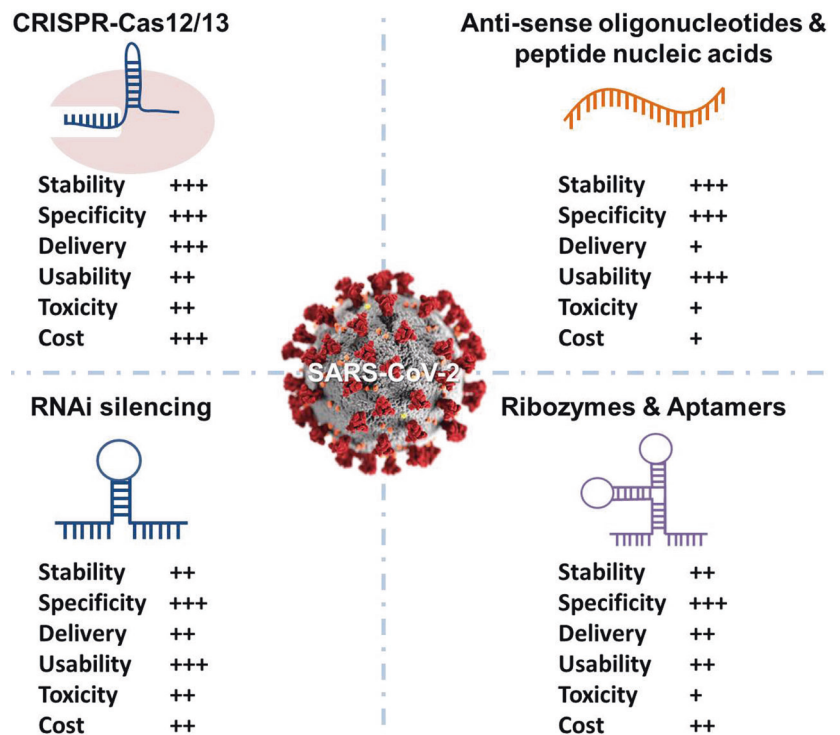 CRISPR-Cas12/13
Stability +++
Specificity +++
Delivery +++
Usability ++
Toxicity ++
Cost +++
Anti-sense oligonucleotides &
peptide nucleic acids
Stability +++
Specificity +++
Delivery +
Usability +++
Toxicity +
Cost +
SARS-CoV-2
RNAi silencing
Stability ++
Specificity +++
Delivery ++
Usability +++
Toxicity ++
Cost ++
Ribozymes & Aptamers
Stability ++
Specificity +++
Delivery ++
Usability ++
Toxicity +
Cost ++